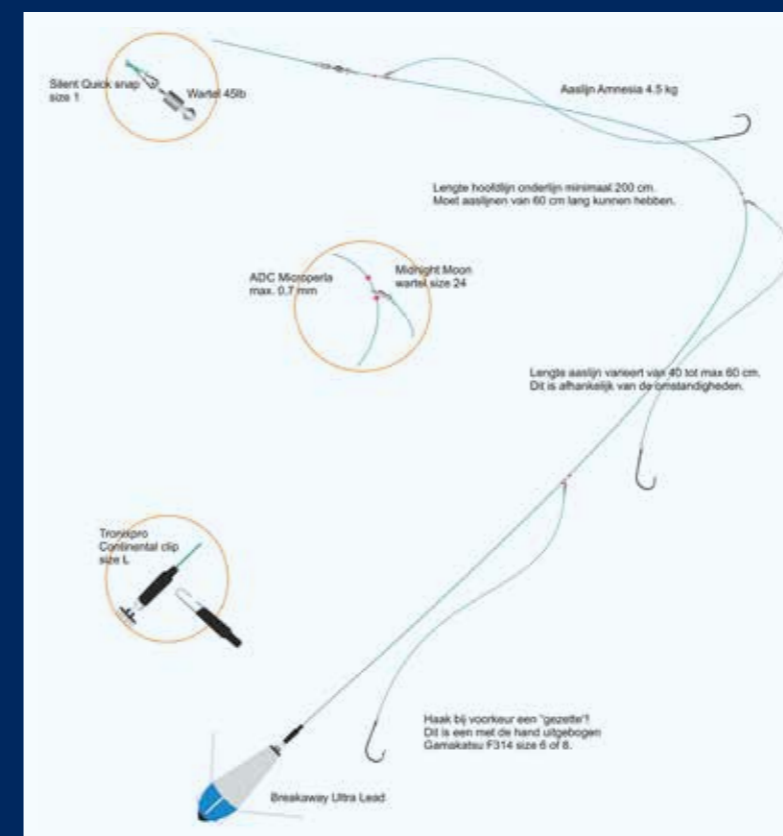 Silent Quick snap
size 1
Wartel 45lb
Aaslijn Amnesia 4.5 kg
Lengte hoofdlijn onderlijn minimaal 200 cm.
Moet aaslijnen van 60 cm lang kunnen hebben.
ADC Microperla
max. 0,7 mm
Midnight Moon
wartel size 24
Lengte aaslijn varieert van 40 tot max 60 cm.
Dit is afhankelijk van de omstandigheden.
Tronixpro
Continental clip
size L
Haak bij voorkeur een "gezette"!
Dit is een met de hand uitgebogen
Gamakatsu F314 size 6 of 8.
Breakaway Ultra Lead